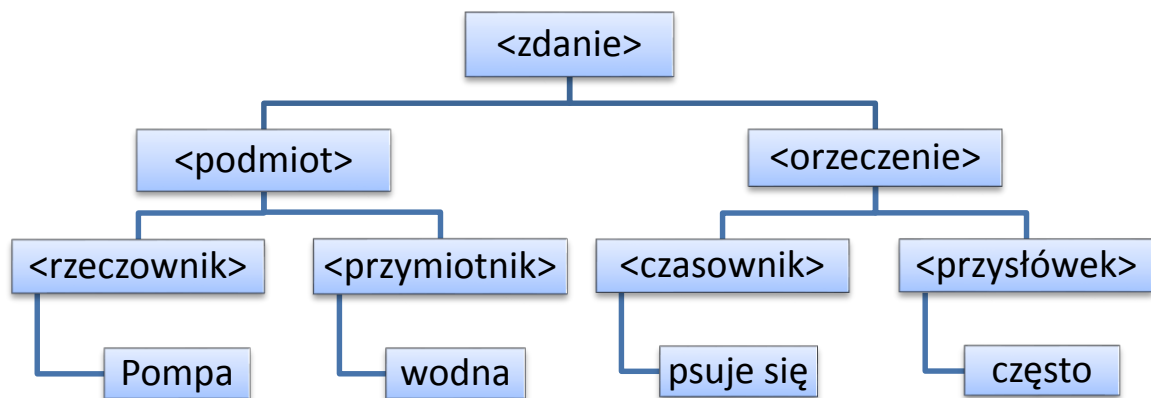 <zdanie>
<podmiot>
<orzeczenie>
<rzeczownik>
<przymiotnik>
<czasownik>
<przysłówek>
Pompa
wodna
psuje się
często